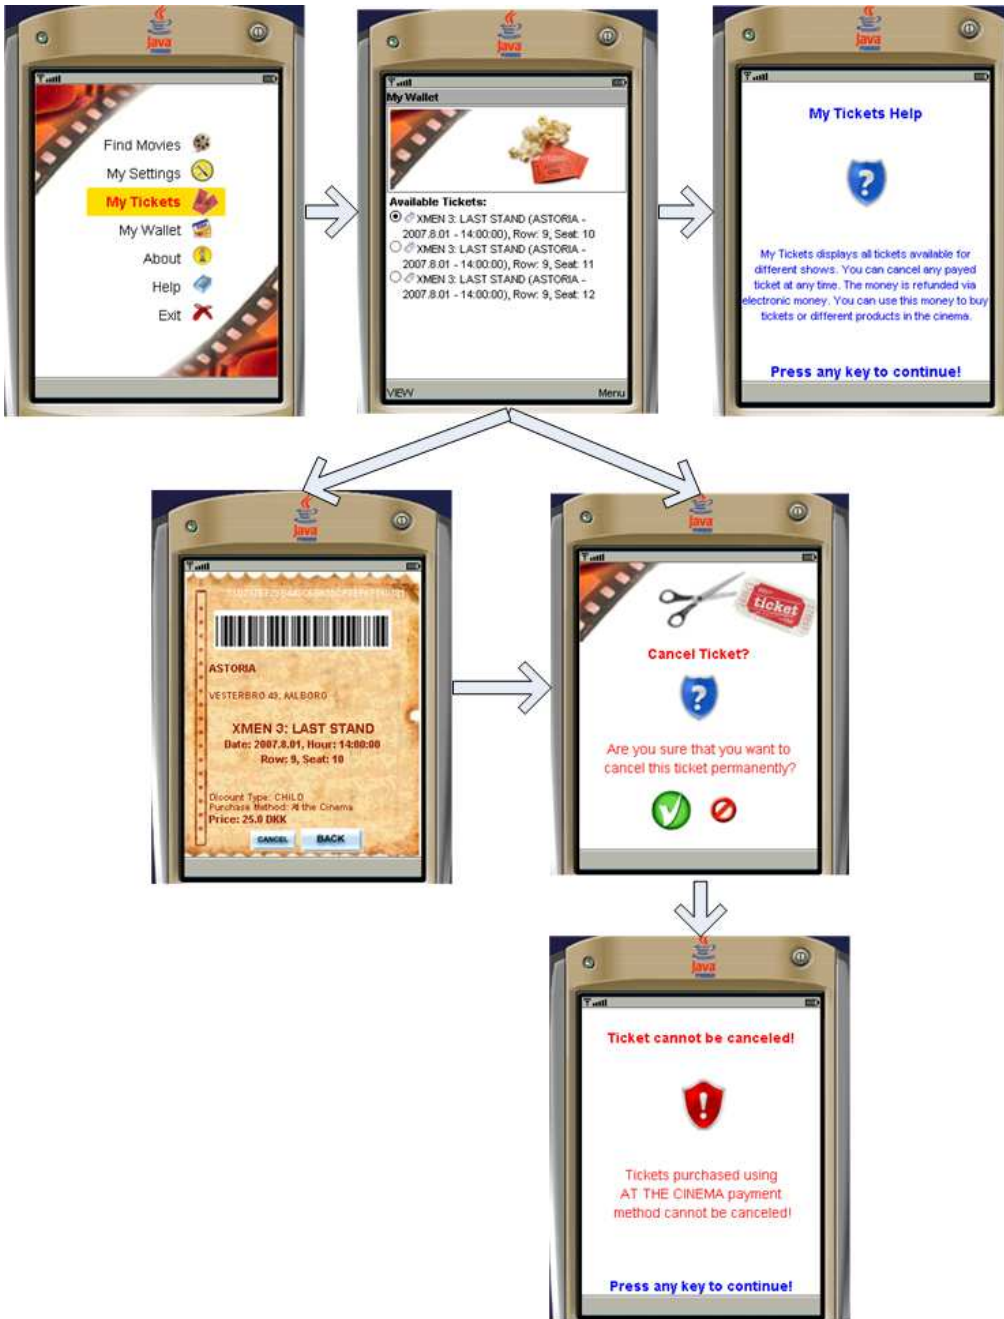 Java
Find Movies
My Settings
My Tickets
My Wallet
About
Help
Exit
Java
My Wallet
Available Tickets:
XMEN 3: LAST STAND (ASTORIA -
2007.8.01 - 14:00:00), Row: 9, Seat: 10
XMEN 3: LAST STAND (ASTORIA -
2007.8.01 - 14:00:00), Row: 9, Seat: 11
XMEN 3: LAST STAND (ASTORIA -
2007.8.01 - 14:00:00), Row: 9, Seat: 12
VIEW Menu
Java
My Tickets Help
?
My Tickets displays all tickets available for
different shows. You can cancel any payed
ticket at any time. The money is refunded via
electronic money. You can use this money to buy
tickets or different products in the cinema.
Press any key to continue!
Java
ASTORIA
VESTERBRO 43, AALBORG
XMEN 3: LAST STAND
Date: 2007.8.01, Hour: 14:00:00
Row: 9, Seat: 10
Discount Type: CHILD
Purchase Method: At the Cinema
Price: 25.0 DKK
CANCEL BACK
Java
ticket
Cancel Ticket?
?
Are you sure that you want to
cancel this ticket permanently?
Java
Ticket cannot be canceled!
!
Tickets purchased using
AT THE CINEMA payment
method cannot be canceled!
Press any key to continue!